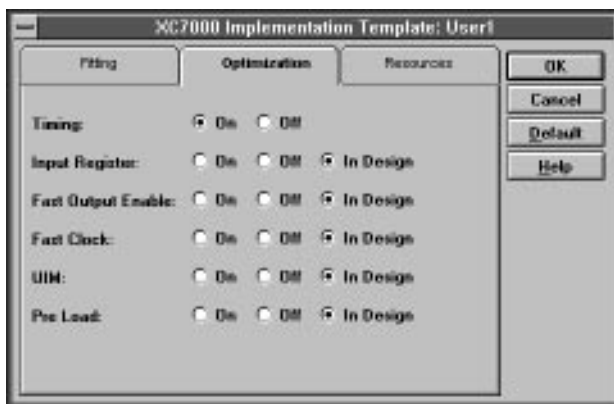 XC7000 Implementation Template: User1
Fitting Optimization Resources
OK
Cancel
Default
Help
Timing: On Off
Input Register: On Off In Design
Fast Output Enable: On Off In Design
Fast Clock: On Off In Design
UIM: On Off In Design
Pre Load: On Off In Design